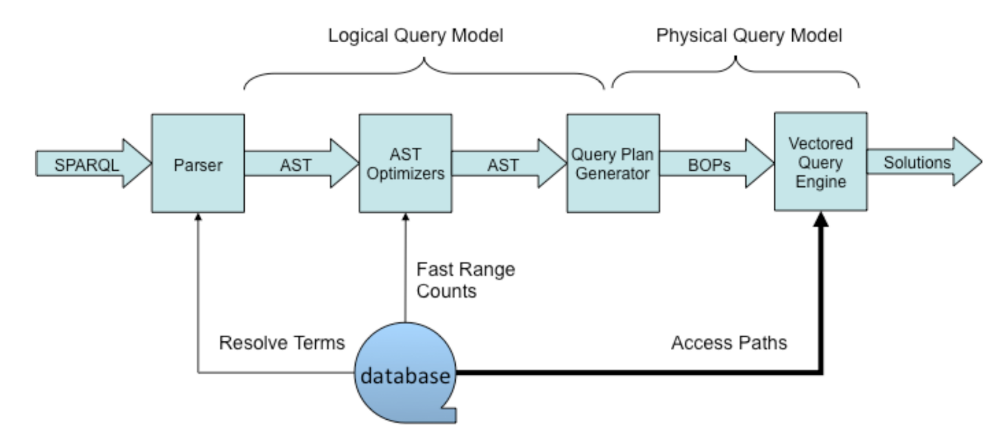 Logical Query Model
Physical Query Model
SPARQL
Parser
AST
AST
Optimizers
AST
Query Plan
Generator
BOPs
Vectored
Query
Engine
Solutions
Fast Range
Counts
Resolve Terms
Access Paths
database